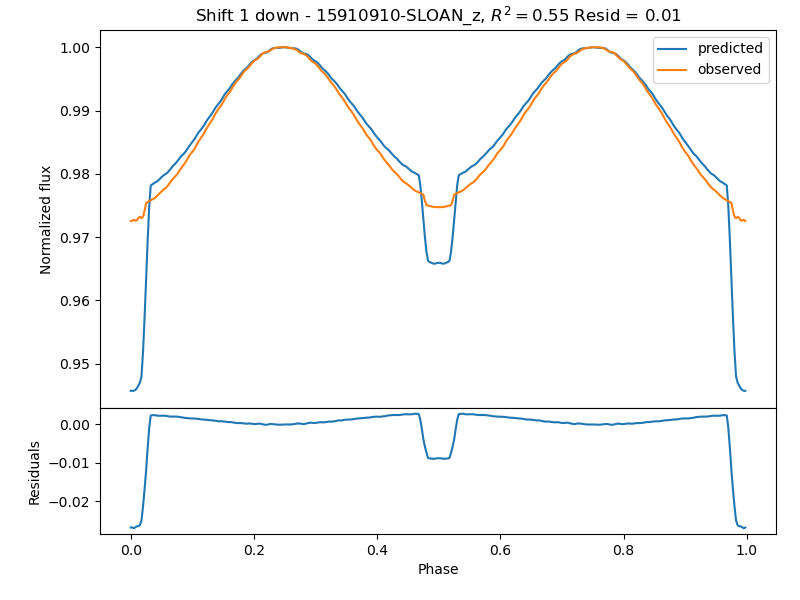 Shift 1 down - 15910910-SLOAN_z, R² = 0.55 Resid = 0.01
predicted
observed
Normalized flux
1.00
0.99
0.98
0.97
0.96
0.95
Residuals
0.00
−0.01
−0.02
0.0
0.2
0.4
0.6
0.8
1.0
Phase